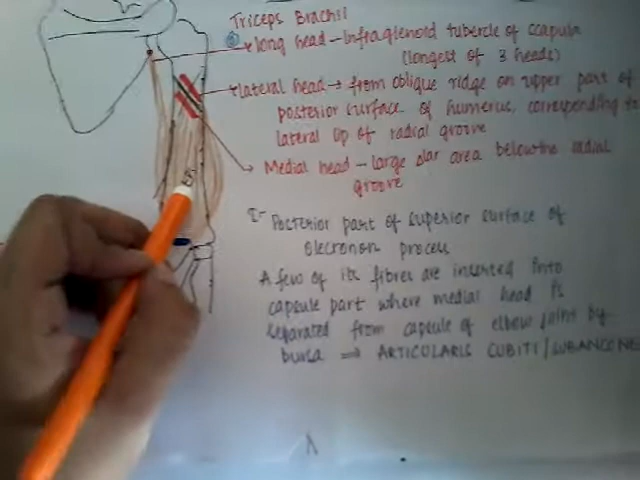 Triceps Brachii
long head - Infraglenoid tubercle of scapula
(longest of 3 heads)
lateral head → from oblique ridge on upper part of
posterior surface of humerus, corresponding to
lateral lip of radial groove
Medial head - large area below the radial
groove
I - Posterior part of superior surface of
process
A few of its fibres are inserted into
capsule part where medial head is
separated from capsule of elbow joint by
bursa ⇒ ARTICULARIS CUBITI /